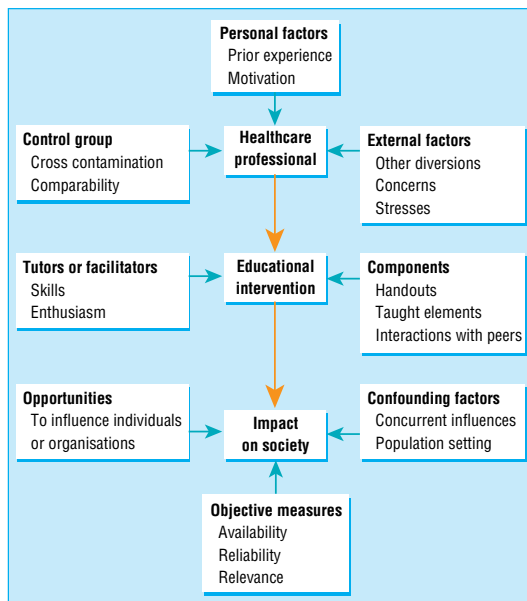 Personal factors
Prior experience
Motivation
Control group
Cross contamination
Comparability
Healthcare
professional
External factors
Other diversions
Concerns
Stresses
Tutors or facilitators
Skills
Enthusiasm
Educational
intervention
Components
Handouts
Taught elements
Interactions with peers
Opportunities
To influence individuals
or organisations
Impact
on society
Confounding factors
Concurrent influences
Population setting
Objective measures
Availability
Reliability
Relevance